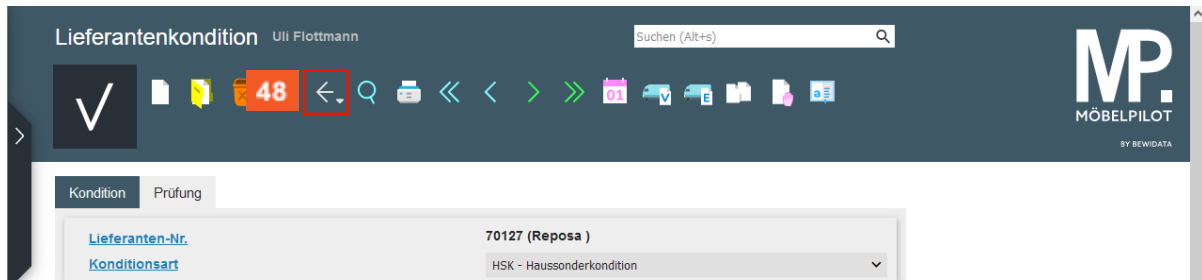 Lieferantenkondition Uli Flottmann
Suchen (Alt+s)
MP.
MÖBELPILOT
BY BEWIDATA
48
01
V
E
a
Kondition Prüfung
Lieferanten-Nr. 70127 (Reposa )
Konditionsart HSK - Haussonderkondition